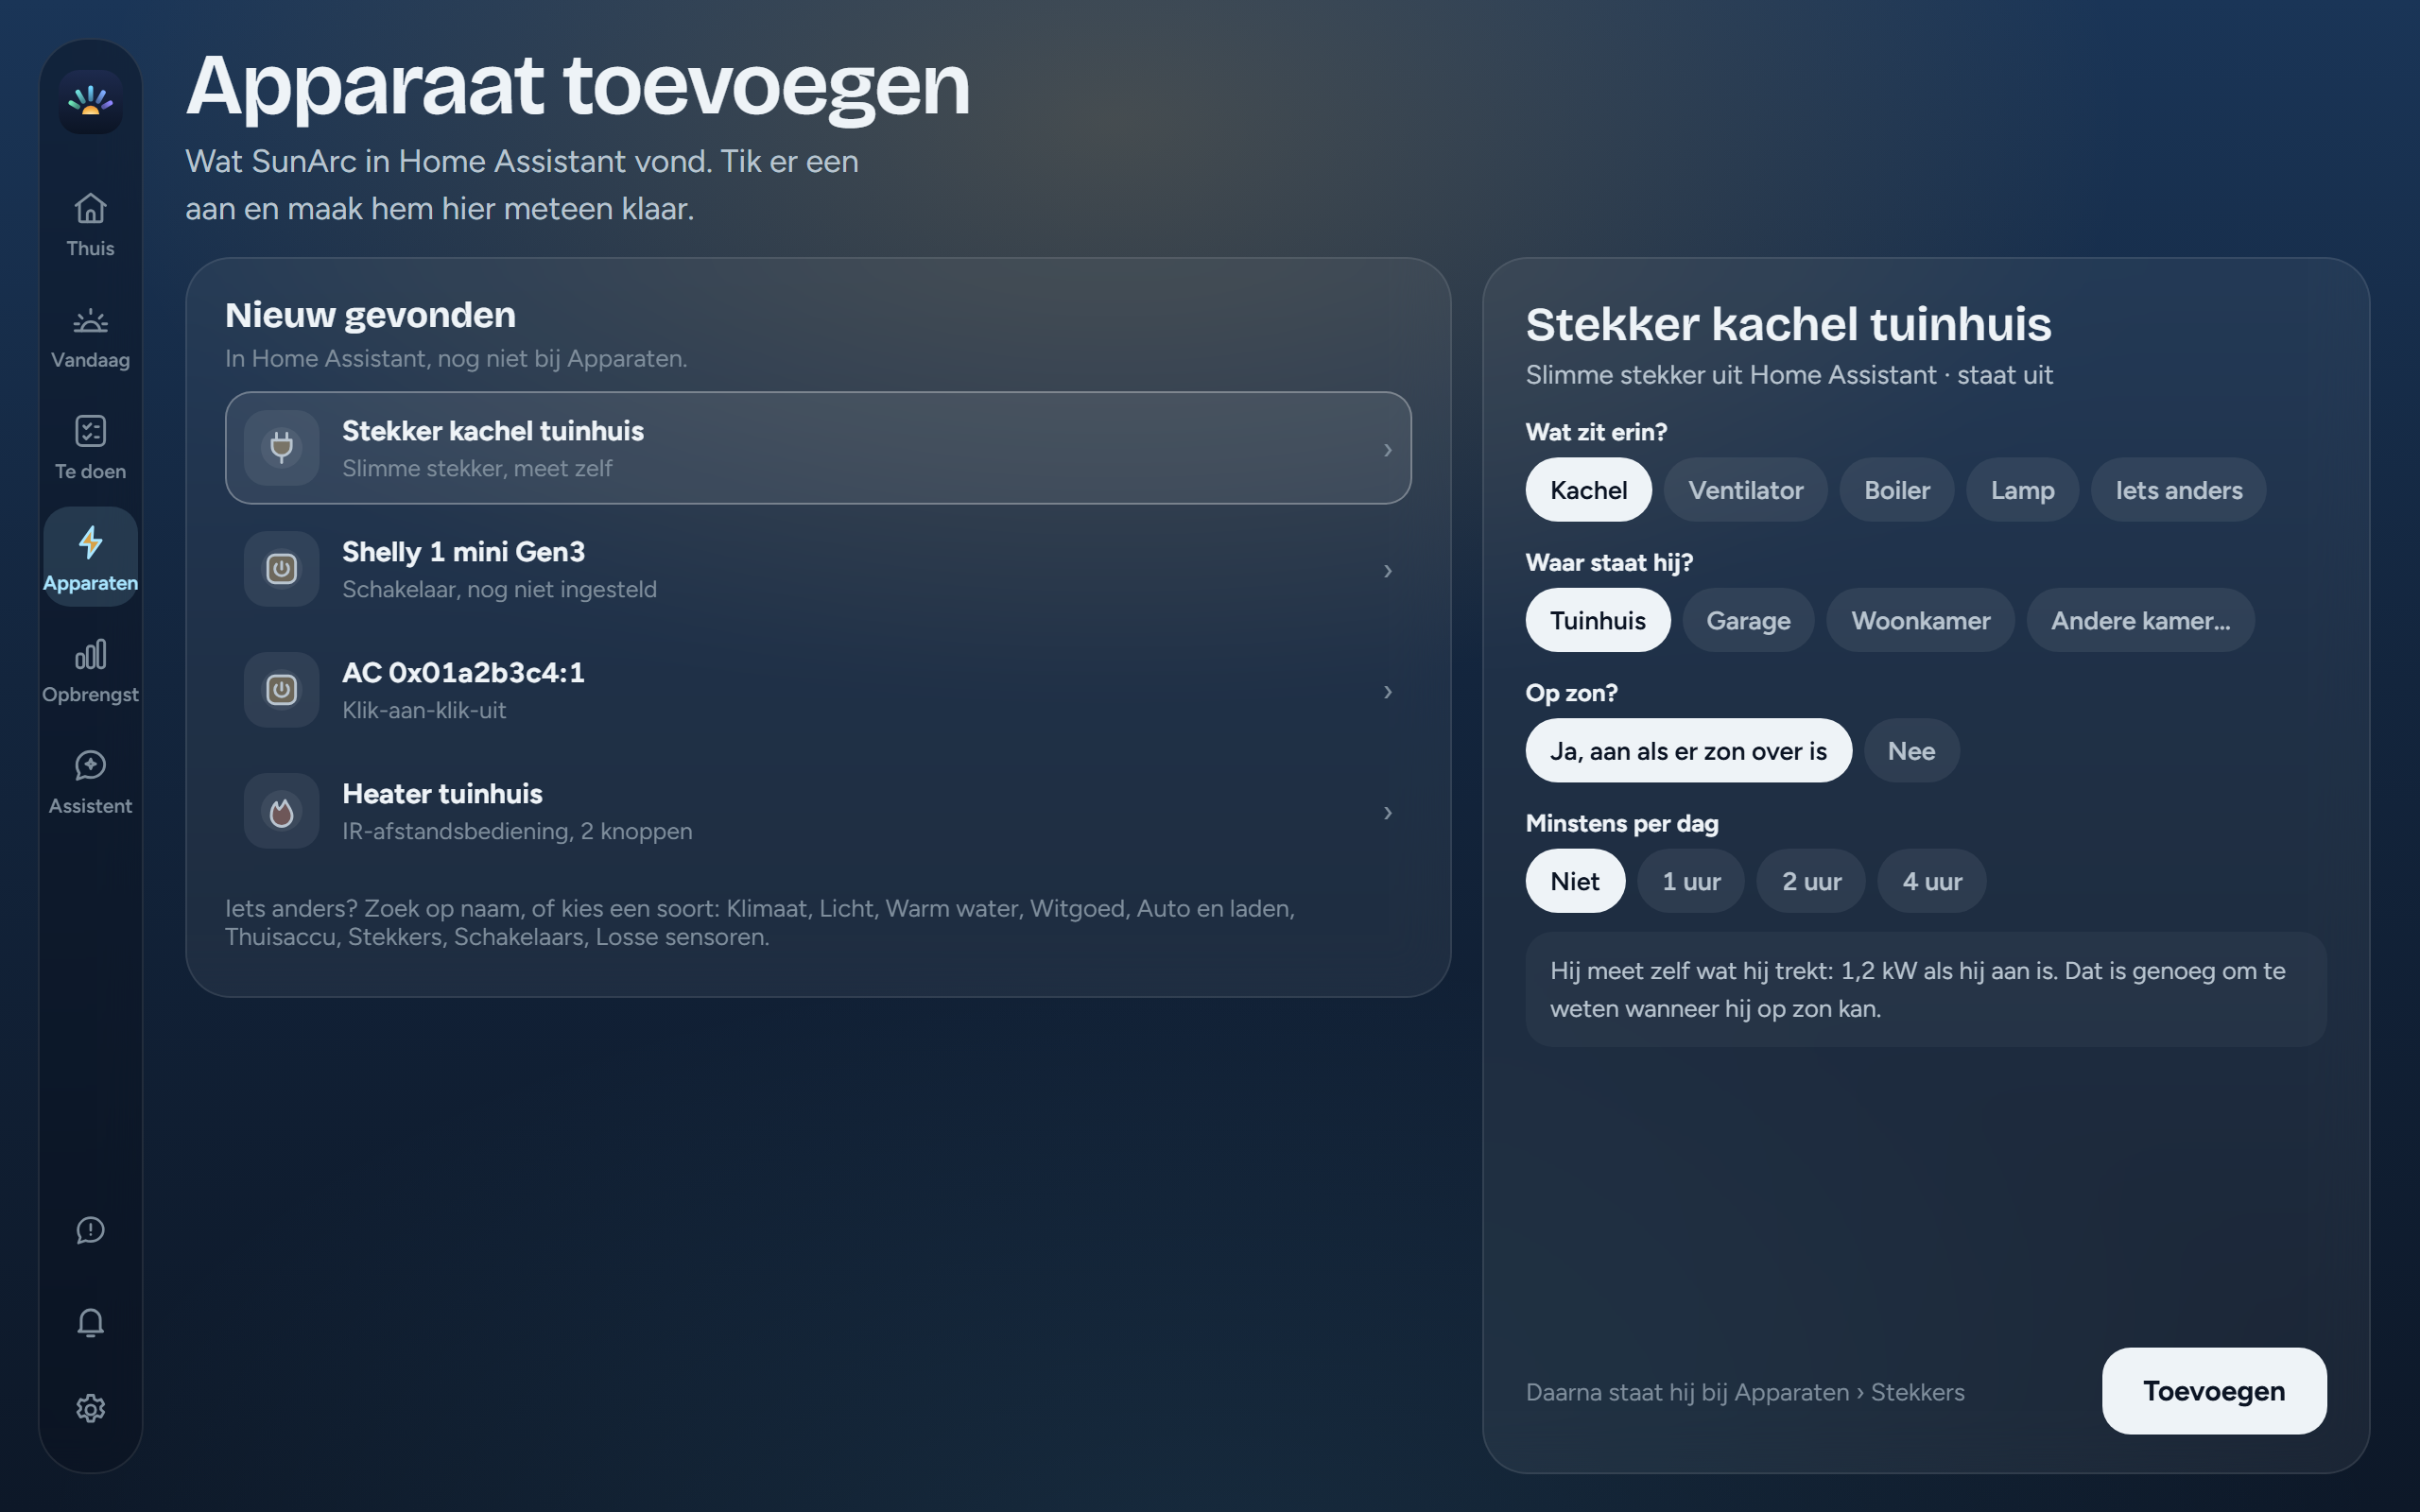 Apparaat toevoegen
Wat SunArc in Home Assistant vond. Tik er een
aan en maak hem hier meteen klaar.
Thuis
Vandaag
Te doen
Apparaten
Opbrengst
Assistent
Nieuw gevonden
In Home Assistant, nog niet bij Apparaten.
Stekker kachel tuinhuis
Slimme stekker, meet zelf
Shelly 1 mini Gen3
Schakelaar, nog niet ingesteld
AC 0x01a2b3c4:1
Klik-aan-klik-uit
Heater tuinhuis
IR-afstandsbediening, 2 knoppen
Iets anders? Zoek op naam, of kies een soort: Klimaat, Licht, Warm water, Witgoed, Auto en laden,
Thuisaccu, Stekkers, Schakelaars, Losse sensoren.
Stekker kachel tuinhuis
Slimme stekker uit Home Assistant · staat uit
Wat zit erin?
Kachel Ventilator Boiler Lamp Iets anders
Waar staat hij?
Tuinhuis Garage Woonkamer Andere kamer...
Op zon?
Ja, aan als er zon over is Nee
Minstens per dag
Niet 1 uur 2 uur 4 uur
Hij meet zelf wat hij trekt: 1,2 kW als hij aan is. Dat is genoeg om te
weten wanneer hij op zon kan.
Daarna staat hij bij Apparaten › Stekkers Toevoegen